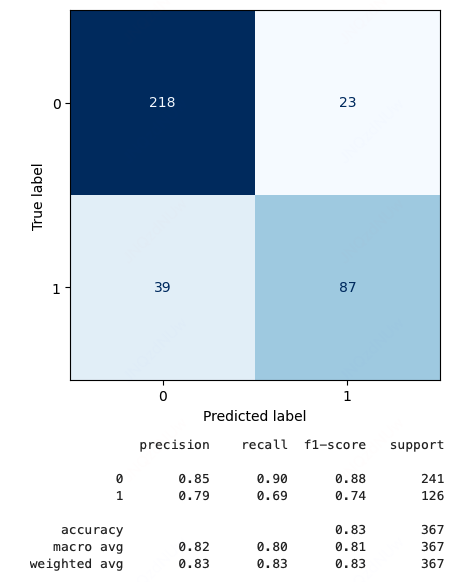 0
218 23
True label
1
39 87
0 1
Predicted label
precision recall f1-score support
0 0.85 0.90 0.88 241
1 0.79 0.69 0.74 126
accuracy 0.83 367
macro avg 0.82 0.80 0.81 367
weighted avg 0.83 0.83 0.83 367